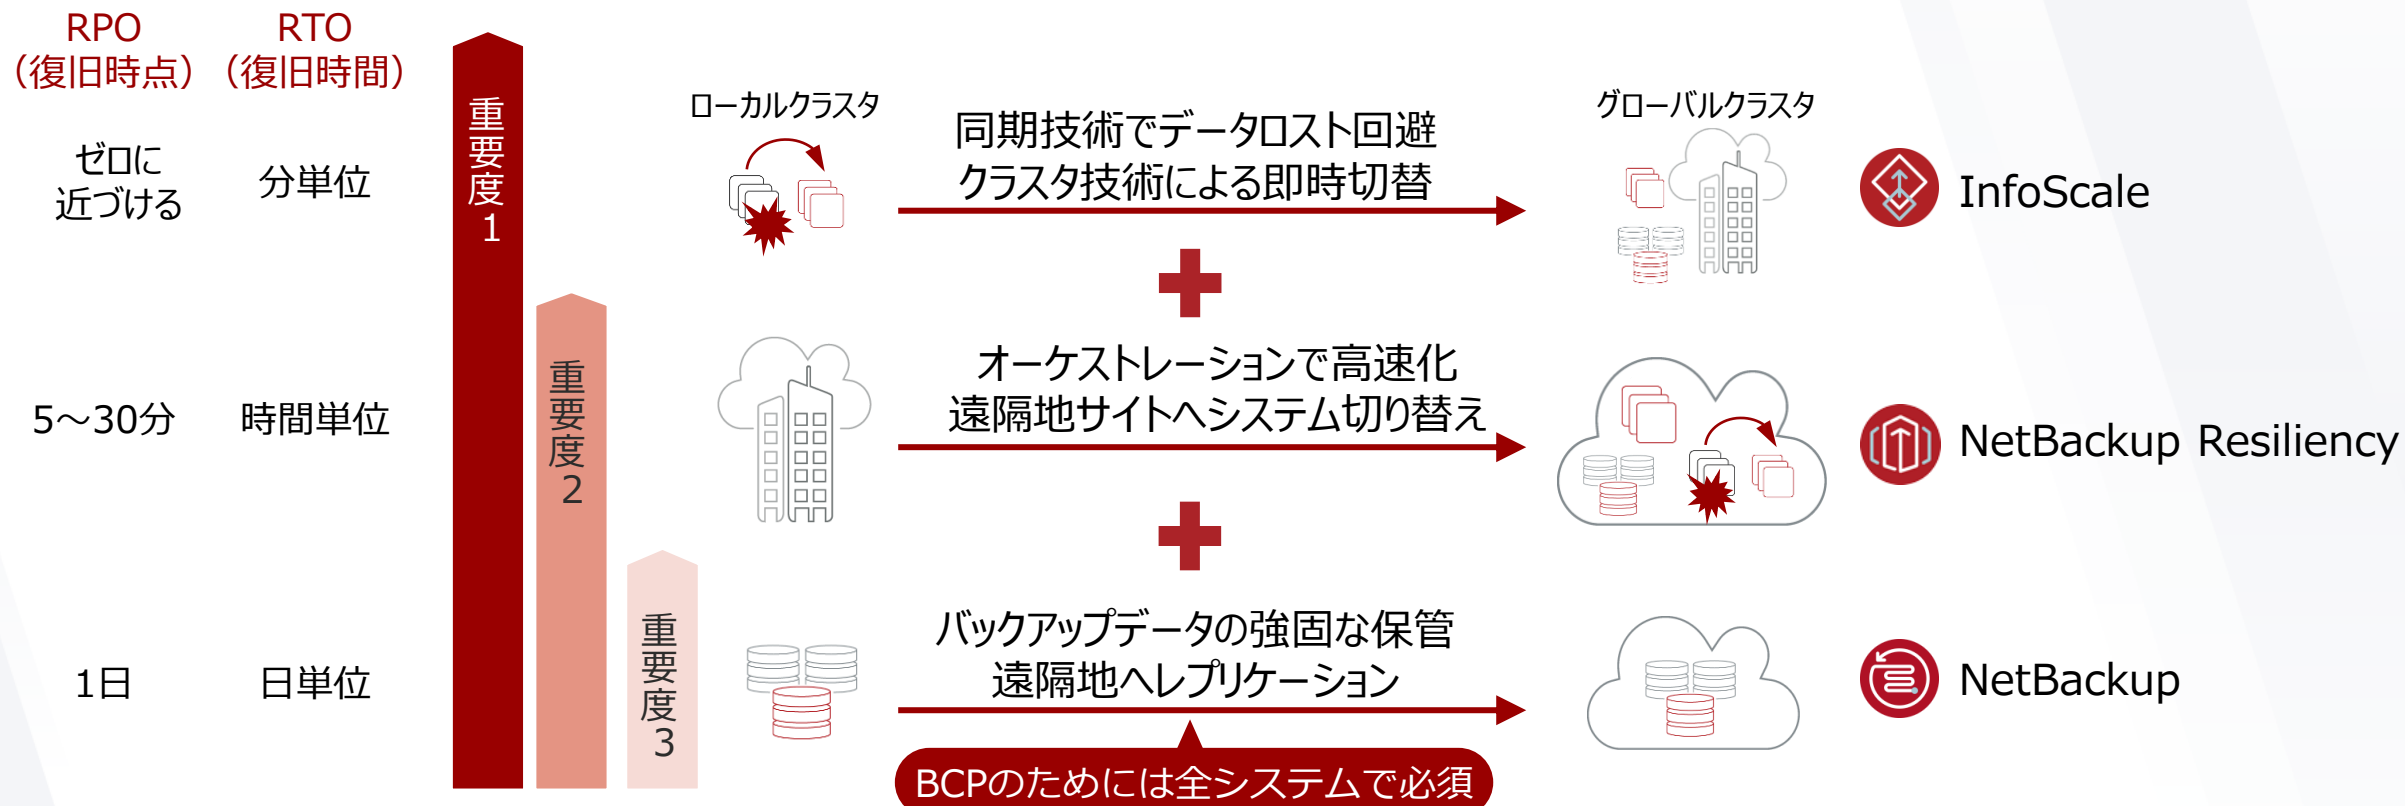 RPO
（復旧時点）
RTO
（復旧時間）
ゼロに
近づける
分単位
重要度1
ローカルクラスタ
同期技術でデータロスト回避
クラスタ技術による即時切替
グローバルクラスタ
InfoScale
5～30分
時間単位
重要度2
オーケストレーションで高速化
遠隔地サイトへシステム切り替え
NetBackup Resiliency
1日
日単位
重要度3
バックアップデータの強固な保管
遠隔地へレプリケーション
NetBackup
BCPのためには全システムで必須